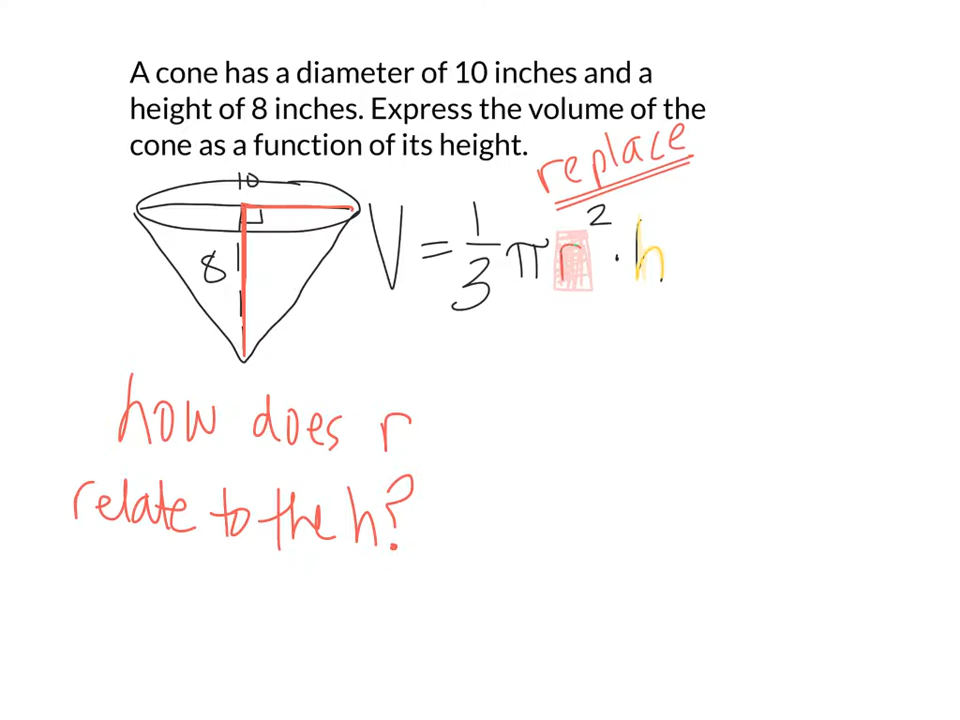 A cone has a diameter of 10 inches and a
height of 8 inches. Express the volume of the
cone as a function of its height.
replace
10
8
V = 1/3 π r² · h
how does r
relate to the h?